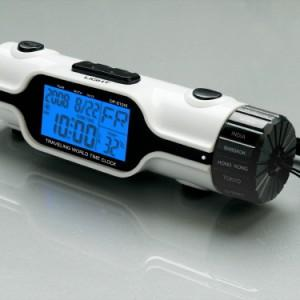 LIGHT
2008 8/22 FR
10:00 32
TRAVELING WORLD TIME CLOCK
INDIA
BANGKOK
HONG KONG
TOKYO